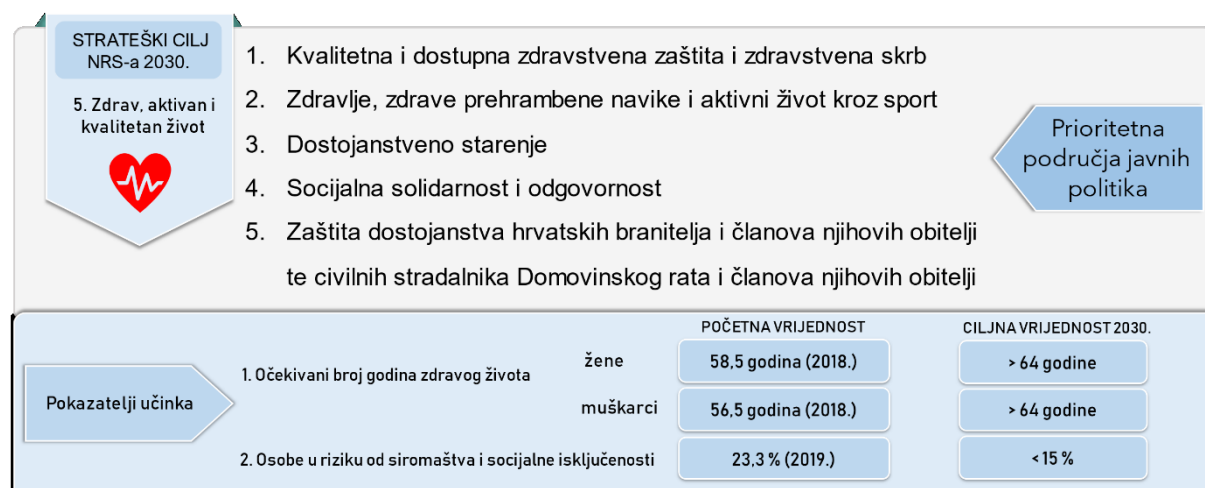 STRATEŠKI CILJ
NRS-a 2030.
5. Zdrav, aktivan i
kvalitetan život
1. Kvalitetna i dostupna zdravstvena zaštita i zdravstvena skrb
2. Zdravlje, zdrave prehrambene navike i aktivni život kroz sport
3. Dostojanstveno starenje
4. Socijalna solidarnost i odgovornost
5. Zaštita dostojanstva hrvatskih branitelja i članova njihovih obitelji
te civilnih stradalnika Domovinskog rata i članova njihovih obitelji
Prioritetna
područja javnih
politika
Pokazatelji učinka
POČETNA VRIJEDNOST
CILJNA VRIJEDNOST 2030.
1. Očekivani broj godina zdravog života
žene
58,5 godina (2018.)
> 64 godine
muškarci
56,5 godina (2018.)
> 64 godine
2. Osobe u riziku od siromaštva i socijalne isključenosti
23,3 % (2019.)
< 15 %